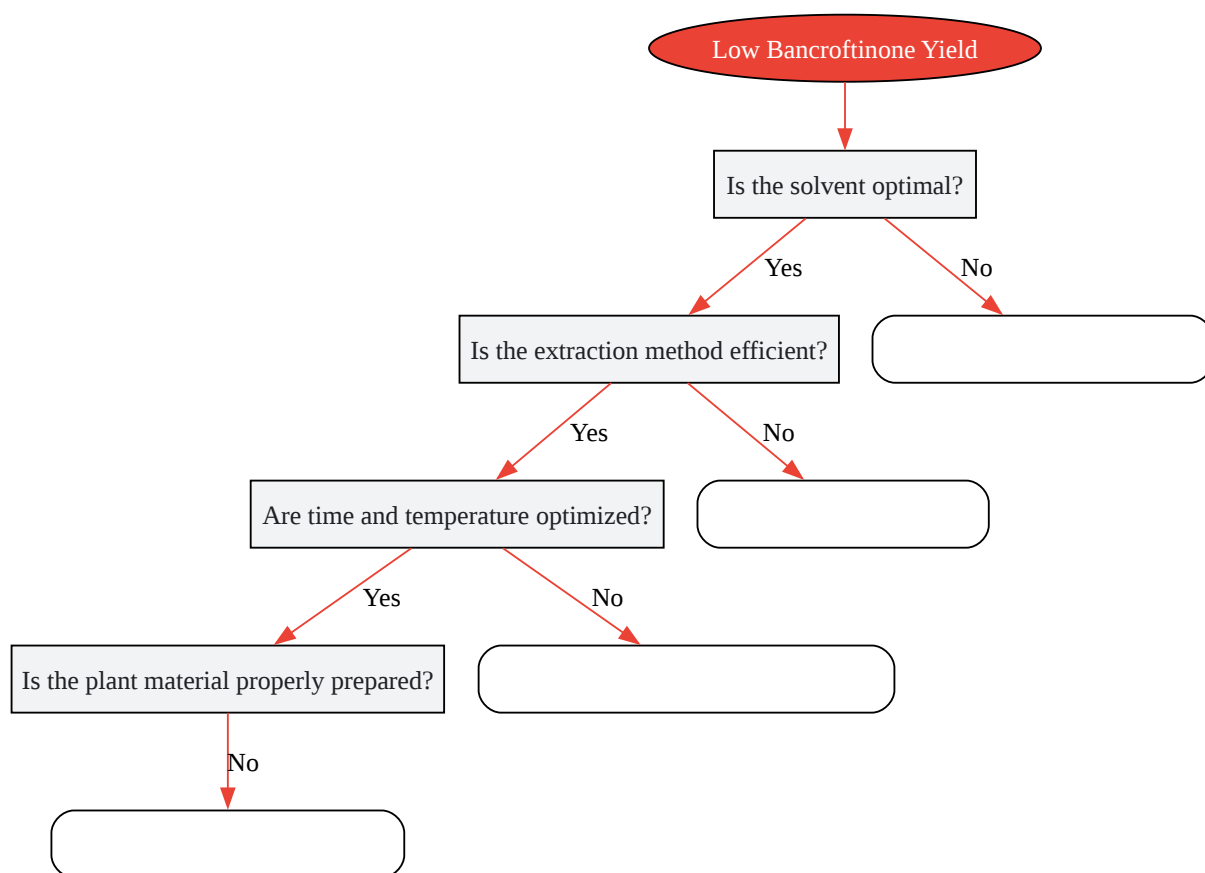 Low Bancroftinone Yield
Is the solvent optimal?
Yes
No
Is the extraction method efficient?
Yes
No
Are time and temperature optimized?
Yes
No
Is the plant material properly prepared?
No